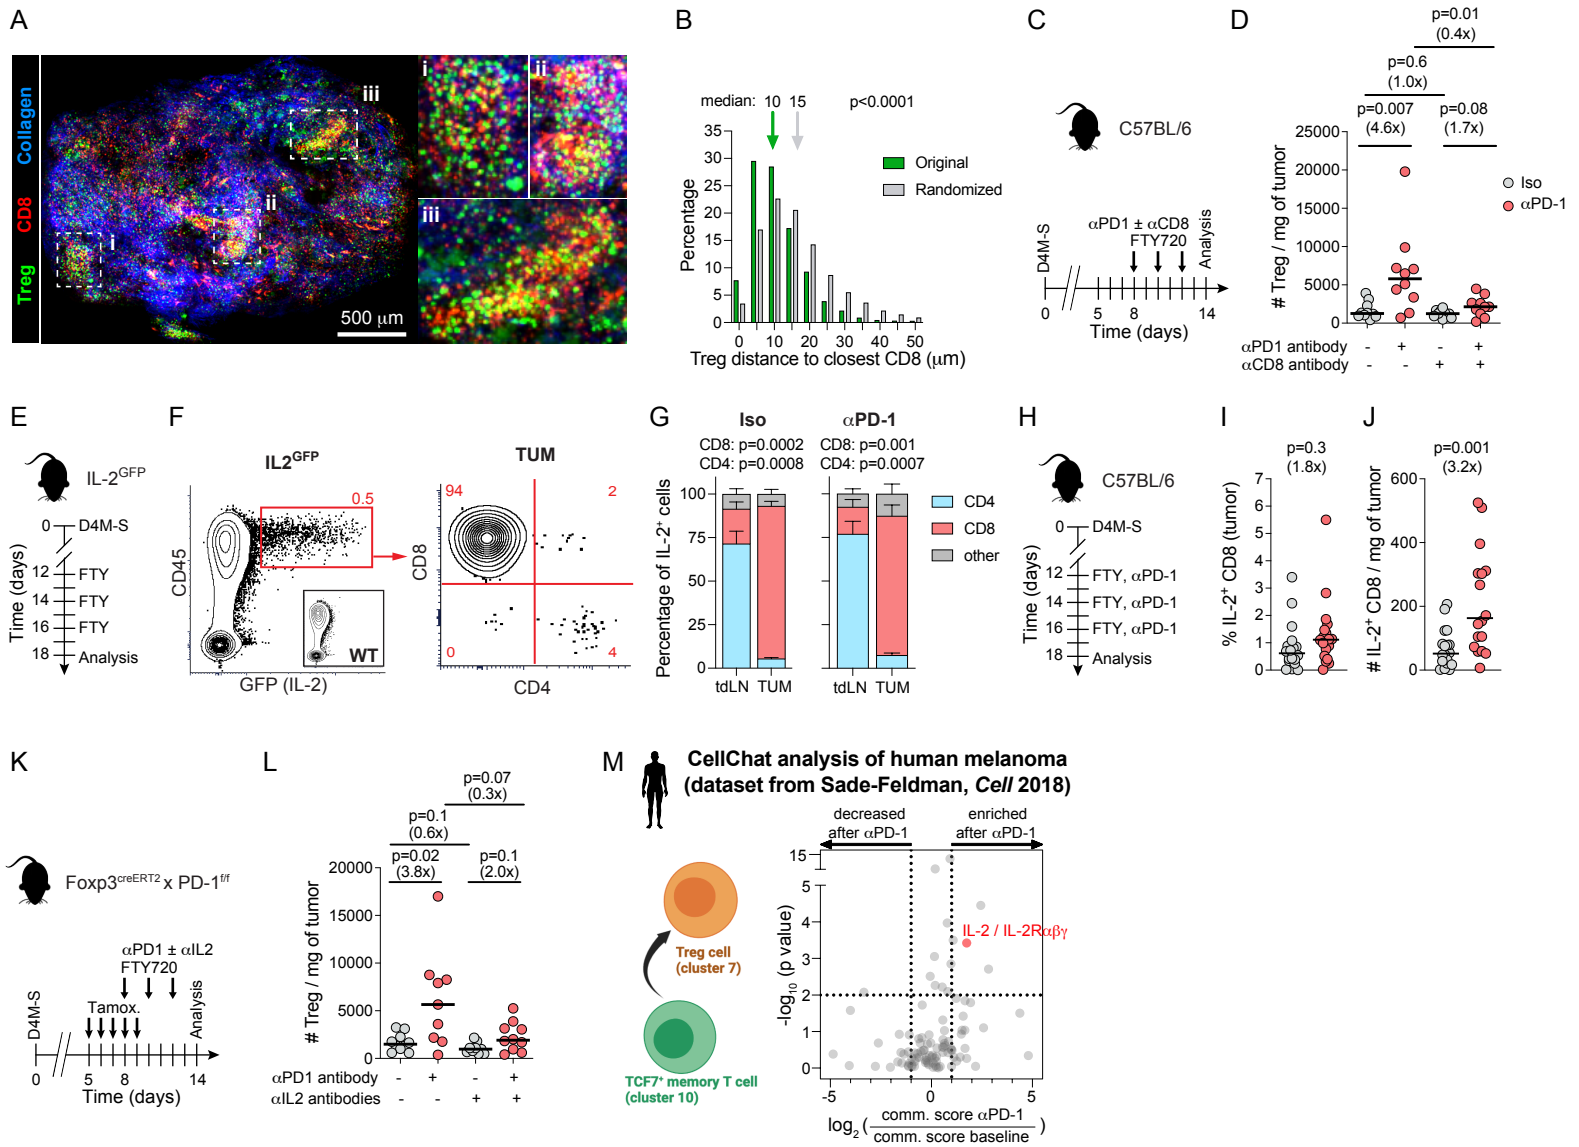 A
Treg CD8 Collagen
i
ii
iii
500 μm
i
ii
iii
B
median: 10 15 p<0.0001
Original
Randomized
Percentage
35
30
25
20
15
10
5
0
0 10 20 30 40 50
Treg distance to closest CD8 (μm)
C
C57BL/6
αPD1 ± αCD8
FTY720
D4M-S
Analysis
0 5 8 14
Time (days)
D
p=0.01
(0.4x)
p=0.6
(1.0x)
p=0.007
(4.6x)
p=0.08
(1.7x)
Iso
αPD-1
# Treg / mg of tumor
25000
20000
15000
10000
5000
0
αPD1 antibody - + - +
αCD8 antibody - - + +
E
IL-2GFP
Time (days)
0 D4M-S
12 FTY
14 FTY
16 FTY
18 Analysis
F
IL2GFP
0.5
CD45
WT
GFP (IL-2)
TUM
94 2
0 4
CD8
CD4
G
Iso
CD8: p=0.0002
CD4: p=0.0008
αPD-1
CD8: p=0.001
CD4: p=0.0007
CD4
CD8
other
Percentage of IL-2+ cells
100
75
50
25
0
tdLN TUM tdLN TUM
H
C57BL/6
Time (days)
0 D4M-S
12 FTY, αPD-1
14 FTY, αPD-1
16 FTY, αPD-1
18 Analysis
I
p=0.3
(1.8x)
% IL-2+ CD8 (tumor)
7
6
5
4
3
2
1
0
J
p=0.001
(3.2x)
# IL-2+ CD8 / mg of tumor
600
400
200
0
K
Foxp3creERT2 x PD-1f/f
αPD1 ± αIL2
FTY720
Tamox.
D4M-S
Analysis
0 5 8 14
Time (days)
L
p=0.07
(0.3x)
p=0.1
(0.6x)
p=0.02
(3.8x)
p=0.1
(2.0x)
# Treg / mg of tumor
20000
15000
10000
5000
0
αPD1 antibody - + - +
αIL2 antibodies - - + +
M
CellChat analysis of human melanoma
(dataset from Sade-Feldman, Cell 2018)
decreased
after αPD-1
enriched
after αPD-1
Treg cell
(cluster 7)
TCF7+ memory T cell
(cluster 10)
IL-2 / IL-2Rαβγ
-log10 (p value)
15
5
4
3
2
1
0
-5 0 5
log2 ( comm. score αPD-1 / comm. score baseline )